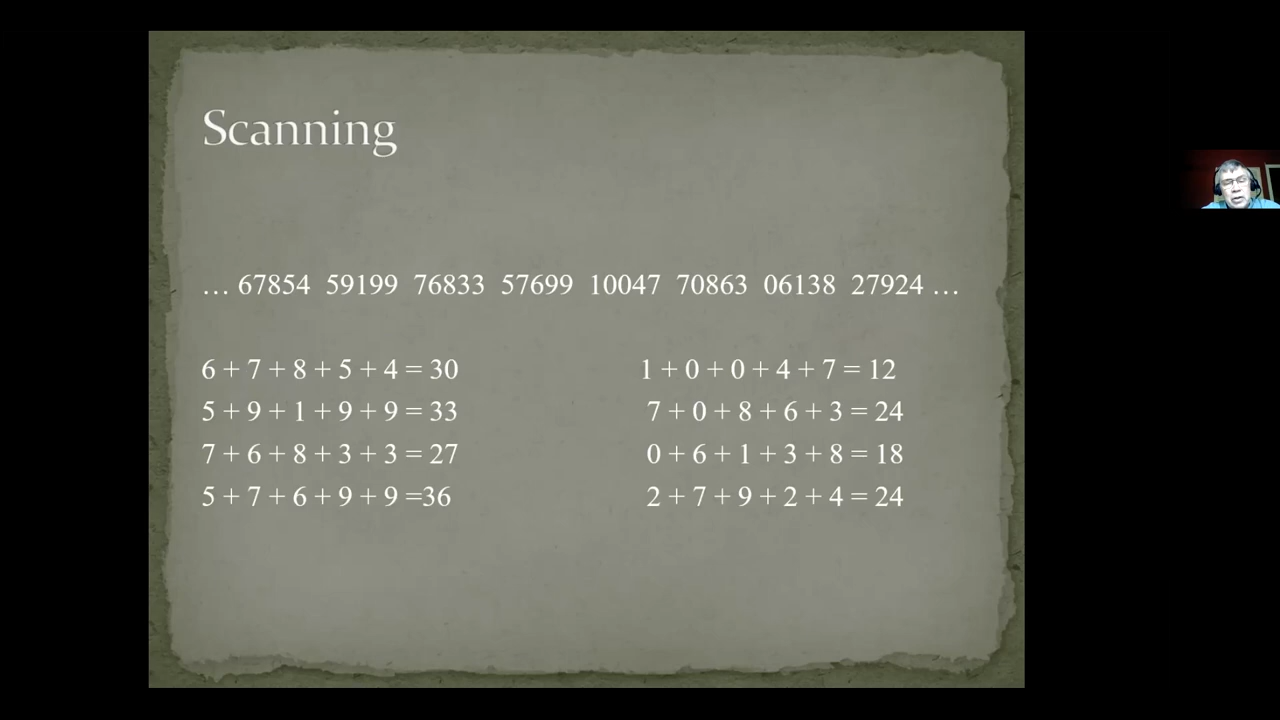 Scanning
… 67854 59199 76833 57699 10047 70863 06138 27924 …
6 + 7 + 8 + 5 + 4 = 30 1 + 0 + 0 + 4 + 7 = 12
5 + 9 + 1 + 9 + 9 = 33 7 + 0 + 8 + 6 + 3 = 24
7 + 6 + 8 + 3 + 3 = 27 0 + 6 + 1 + 3 + 8 = 18
5 + 7 + 6 + 9 + 9 =36 2 + 7 + 9 + 2 + 4 = 24